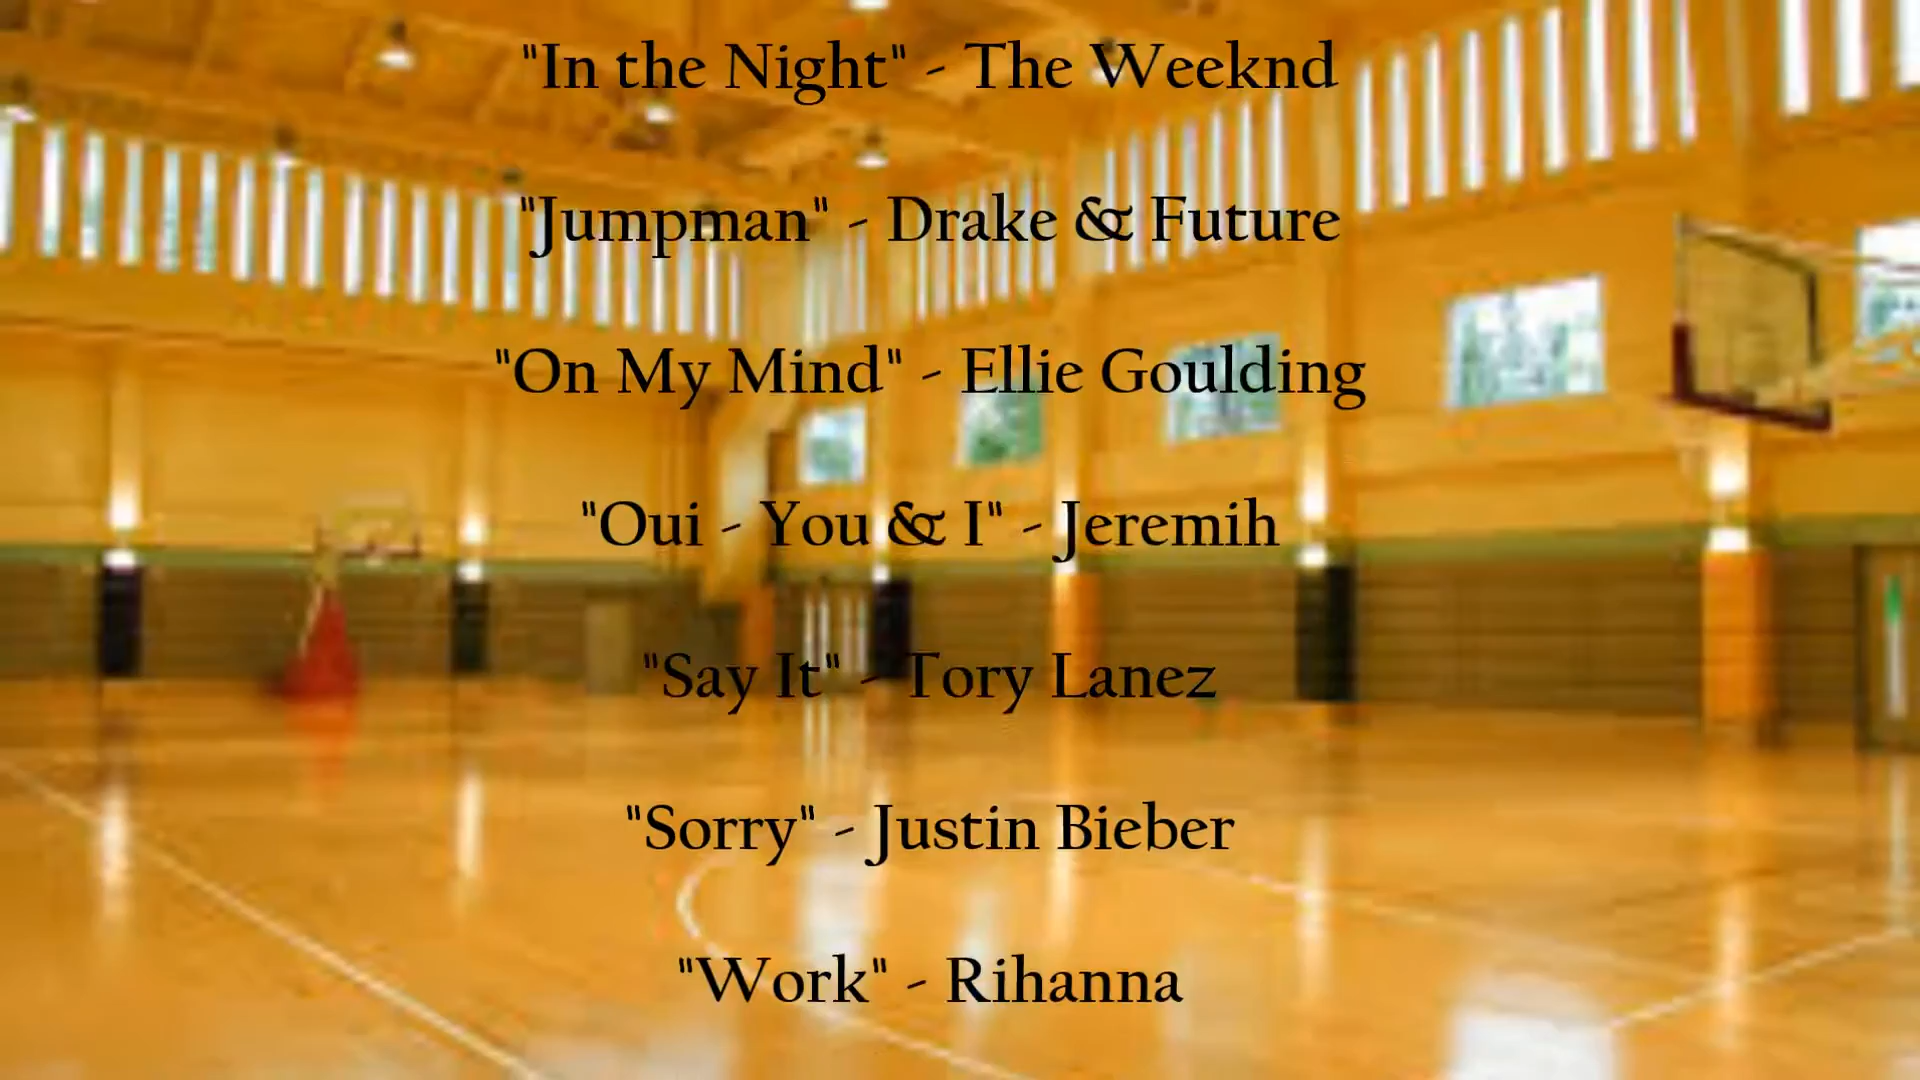 "In the Night" - The Weeknd
"Jumpman" - Drake & Future
"On My Mind" - Ellie Goulding
"Oui - You & I" - Jeremih
"Say It" - Tory Lanez
"Sorry" - Justin Bieber
"Work" - Rihanna